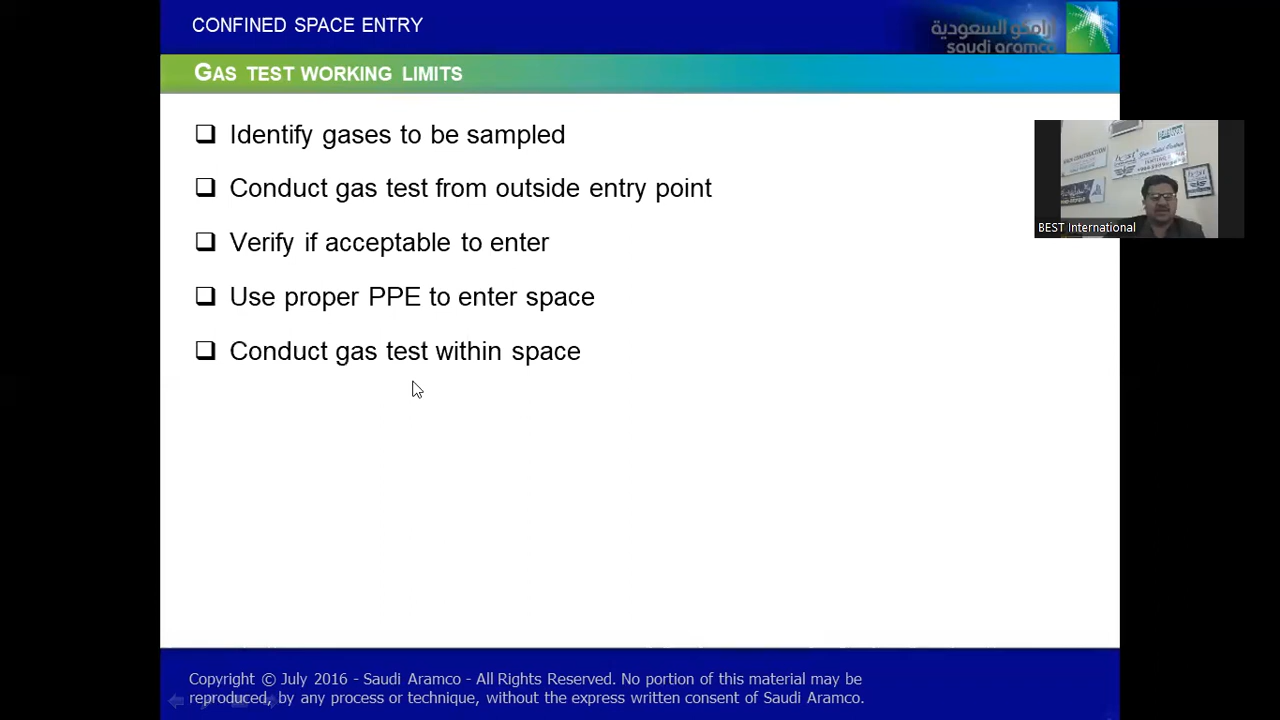 CONFINED SPACE ENTRY
أرامكو السعودية
saudi aramco
GAS TEST WORKING LIMITS
Identify gases to be sampled
Conduct gas test from outside entry point
Verify if acceptable to enter
Use proper PPE to enter space
Conduct gas test within space
BEST International
Copyright © July 2016 - Saudi Aramco - All Rights Reserved. No portion of this material may be
reproduced, by any process or technique, without the express written consent of Saudi Aramco.